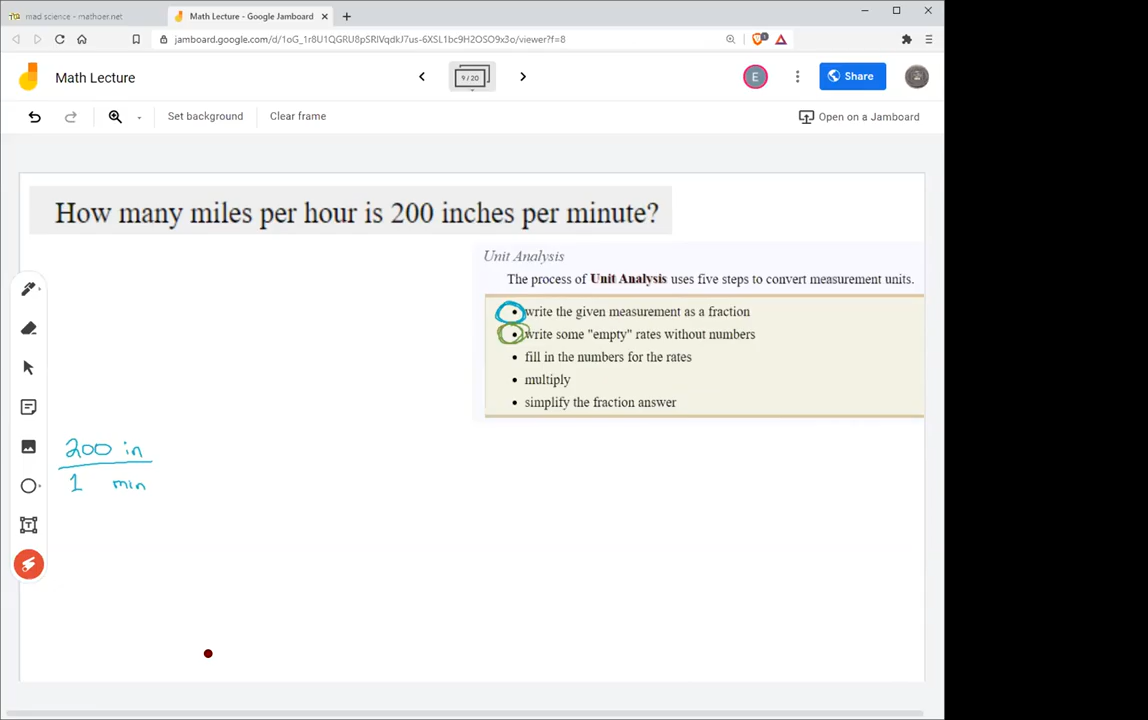 mad science - mathoer.net
Math Lecture - Google Jamboard
jamboard.google.com/d/1oG_1r8U1QGRU8pSRIVqdkJ7us-6XSL1bc9H2OSO9x3o/viewer?f=8
1
Math Lecture
9 / 20
E
Share
Set background
Clear frame
Open on a Jamboard
How many miles per hour is 200 inches per minute?
Unit Analysis
The process of Unit Analysis uses five steps to convert measurement units.
• write the given measurement as a fraction
• write some "empty" rates without numbers
• fill in the numbers for the rates
• multiply
• simplify the fraction answer
200 in
1 min
T